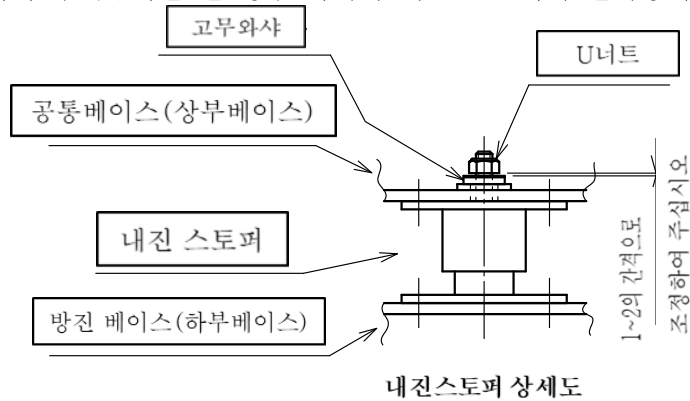 고무와샤
U너트
공통베이스(상부베이스)
내진 스토퍼
방진 베이스(하부베이스)
1~2의 간격으로
조정하여 주십시오
내진스토퍼 상세도